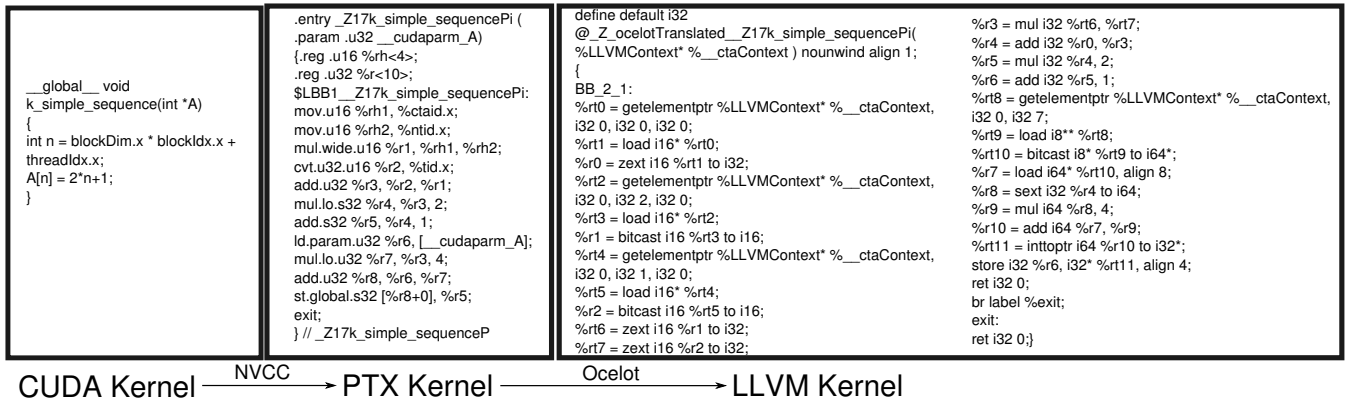 __global__ void
k_simple_sequence(int *A)
{
int n = blockDim.x * blockIdx.x +
threadIdx.x;
A[n] = 2*n+1;
}
.entry _Z17k_simple_sequencePi (
.param .u32 __cudaparm_A)
{.reg .u16 %rh<4>;
.reg .u32 %r<10>;
$LBB1__Z17k_simple_sequencePi:
mov.u16 %rh1, %ctaid.x;
mov.u16 %rh2, %ntid.x;
mul.wide.u16 %r1, %rh1, %rh2;
cvt.u32.u16 %r2, %tid.x;
add.u32 %r3, %r2, %r1;
mul.lo.s32 %r4, %r3, 2;
add.s32 %r5, %r4, 1;
ld.param.u32 %r6, [__cudaparm_A];
mul.lo.u32 %r7, %r3, 4;
add.u32 %r8, %r6, %r7;
st.global.s32 [%r8+0], %r5;
exit;
} // _Z17k_simple_sequenceP
define default i32
@_Z_ocelotTranslated__Z17k_simple_sequencePi(
%LLVMContext* %__ctaContext ) nounwind align 1;
{
BB_2_1:
%rt0 = getelementptr %LLVMContext* %__ctaContext,
i32 0, i32 0, i32 0;
%rt1 = load i16* %rt0;
%r0 = zext i16 %rt1 to i32;
%rt2 = getelementptr %LLVMContext* %__ctaContext,
i32 0, i32 2, i32 0;
%rt3 = load i16* %rt2;
%r1 = bitcast i16 %rt3 to i16;
%rt4 = getelementptr %LLVMContext* %__ctaContext,
i32 0, i32 1, i32 0;
%rt5 = load i16* %rt4;
%r2 = bitcast i16 %rt5 to i16;
%rt6 = zext i16 %r1 to i32;
%rt7 = zext i16 %r2 to i32;
%r3 = mul i32 %rt6, %rt7;
%r4 = add i32 %r0, %r3;
%r5 = mul i32 %r4, 2;
%r6 = add i32 %r5, 1;
%rt8 = getelementptr %LLVMContext* %__ctaContext,
i32 0, i32 7;
%rt9 = load i8** %rt8;
%rt10 = bitcast i8* %rt9 to i64*;
%r7 = load i64* %rt10, align 8;
%r8 = sext i32 %r4 to i64;
%r9 = mul i64 %r8, 4;
%r10 = add i64 %r7, %r9;
%rt11 = inttoptr i64 %r10 to i32*;
store i32 %r6, i32* %rt11, align 4;
ret i32 0;
br label %exit;
exit:
ret i32 0;}
CUDA Kernel NVCC PTX Kernel Ocelot LLVM Kernel